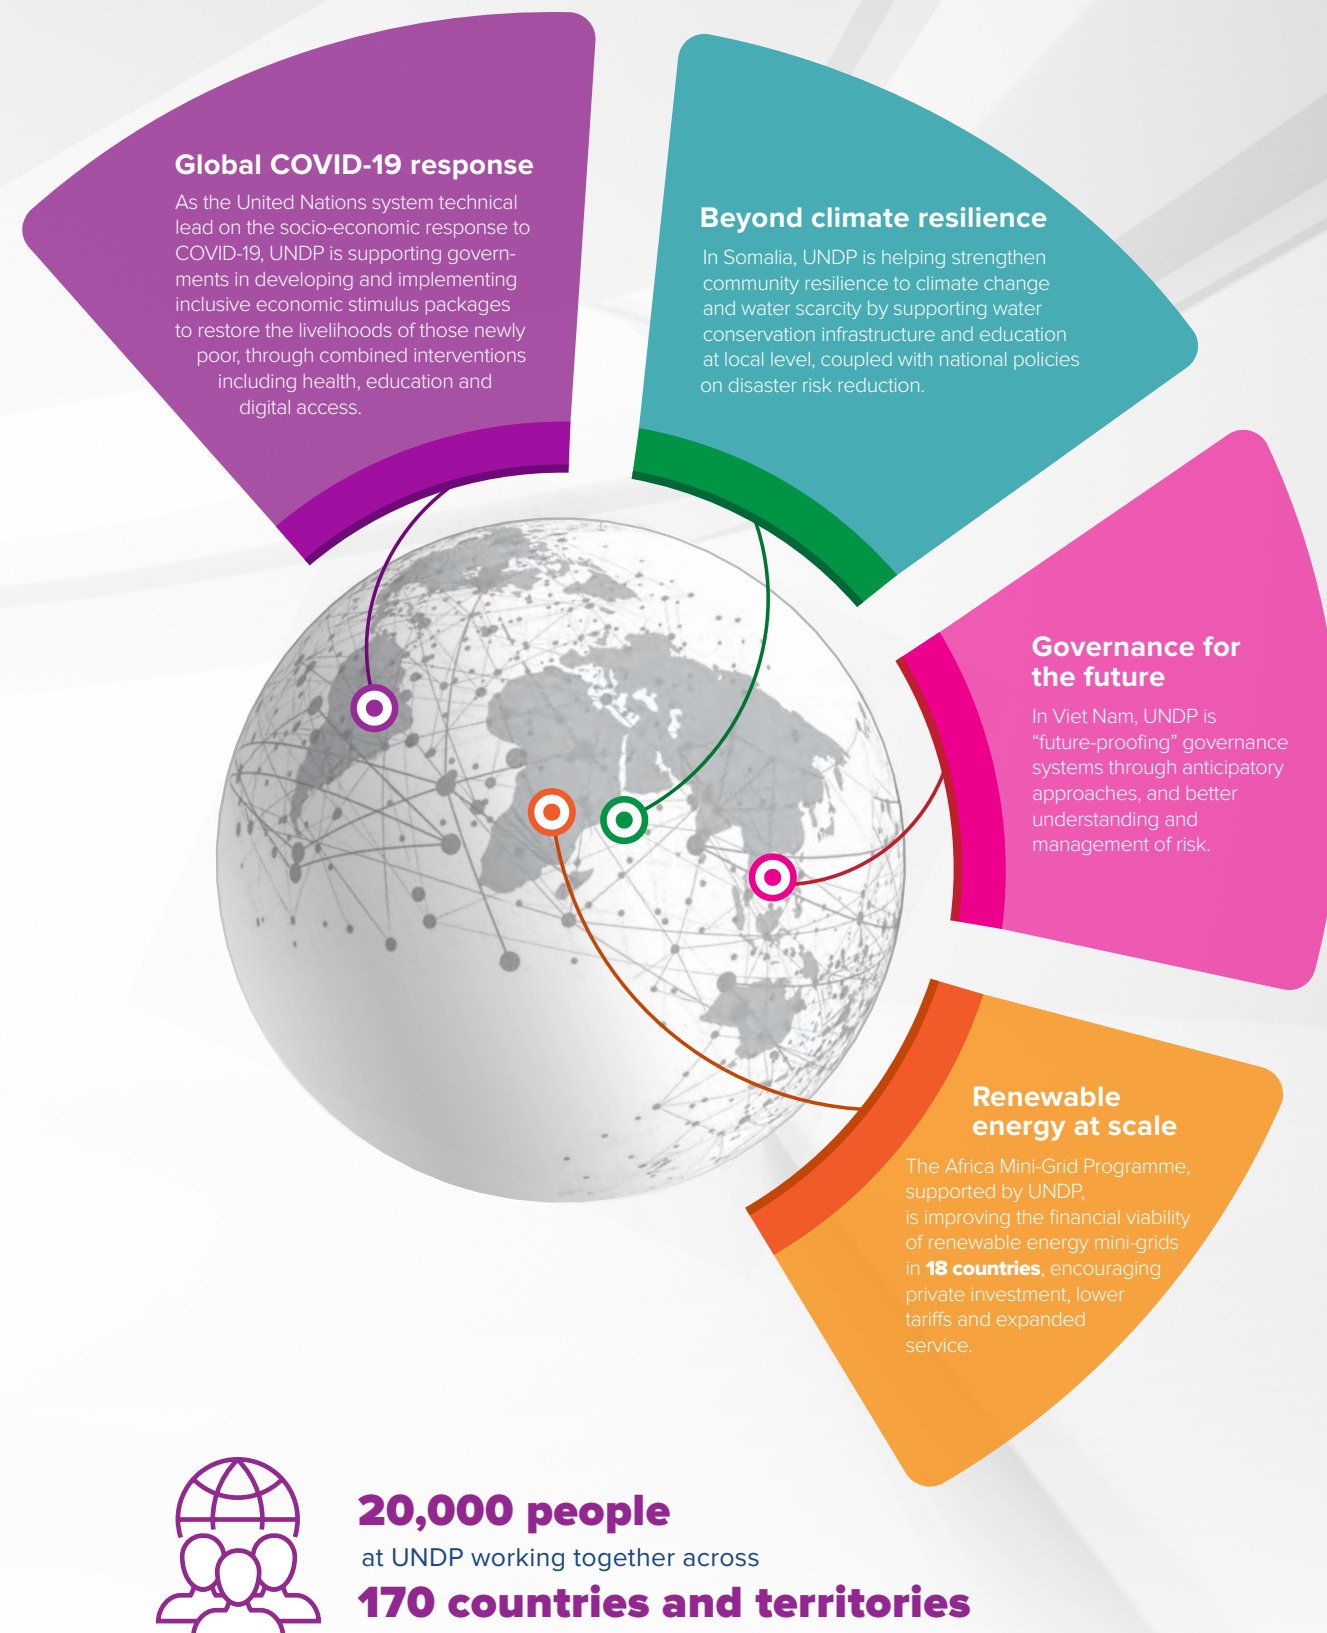 Global COVID-19 response
As the United Nations system technical
lead on the socio-economic response to
COVID-19, UNDP is supporting govern-
ments in developing and implementing
inclusive economic stimulus packages
to restore the livelihoods of those newly
poor, through combined interventions
including health, education and
digital access.
Beyond climate resilience
In Somalia, UNDP is helping strengthen
community resilience to climate change
and water scarcity by supporting water
conservation infrastructure and education
at local level, coupled with national policies
on disaster risk reduction.
Governance for
the future
In Viet Nam, UNDP is
“future-proofing” governance
systems through anticipatory
approaches, and better
understanding and
management of risk.
Renewable
energy at scale
The Africa Mini-Grid Programme,
supported by UNDP,
is improving the financial viability
of renewable energy mini-grids
in 18 countries, encouraging
private investment, lower
tariffs and expanded
service.
20,000 people
at UNDP working together across
170 countries and territories